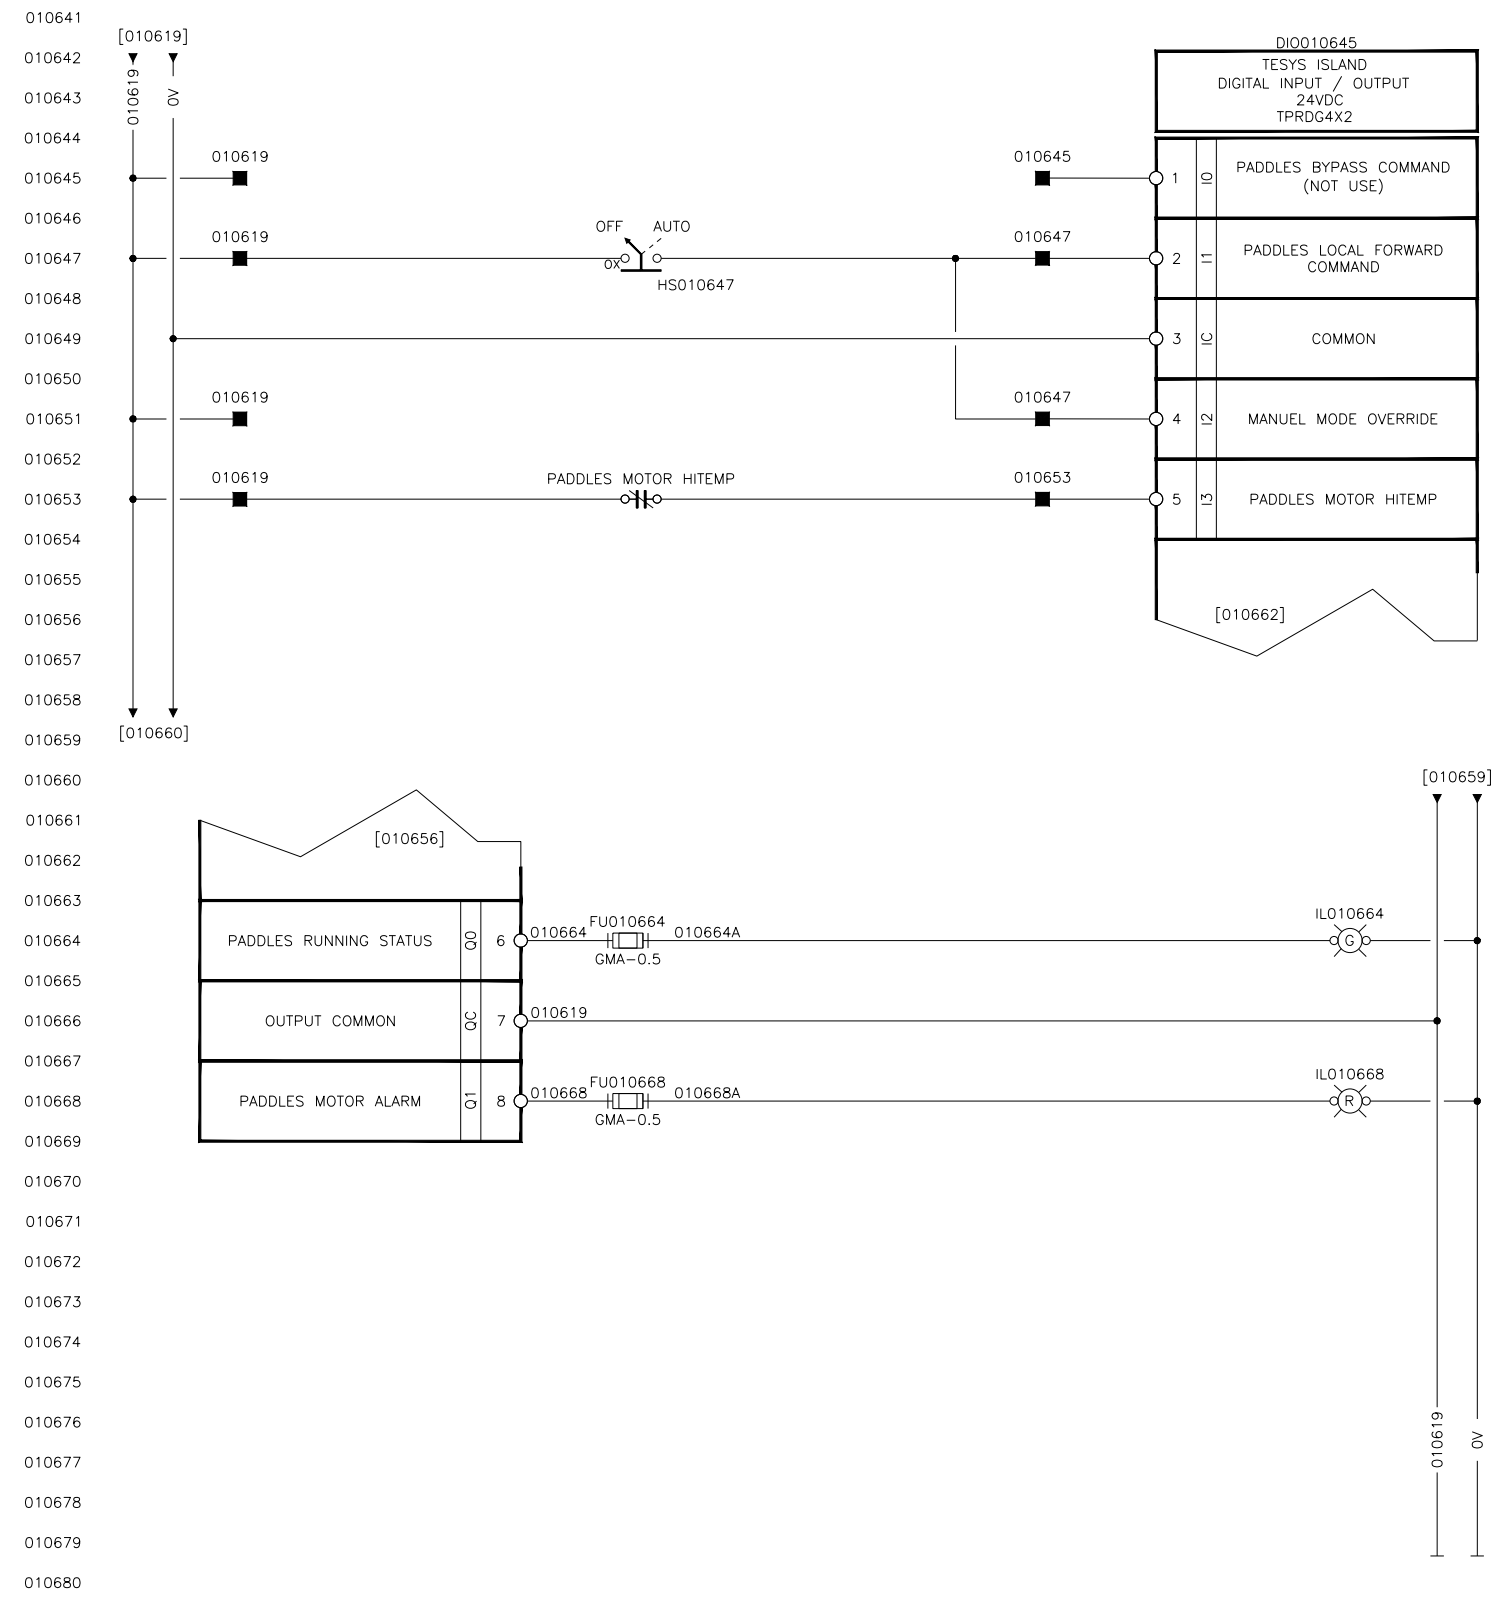 010641
[010619]
DIO010645
010642
010619
0V
TESYS ISLAND
DIGITAL INPUT / OUTPUT
24VDC
TPRDG4X2
010643
010644
010619
010645
010645
1
I0
PADDLES BYPASS COMMAND
(NOT USE)
010646
OFF
AUTO
010619
010647
010647
OX
HS010647
2
I1
PADDLES LOCAL FORWARD
COMMAND
010648
010649
3
IC
COMMON
010650
010619
010647
010651
4
I2
MANUEL MODE OVERRIDE
010652
010619
PADDLES MOTOR HITEMP
010653
010653
5
I3
PADDLES MOTOR HITEMP
010654
010655
010656
[010662]
010657
010658
[010660]
010659
010660
[010659]
010661
[010656]
010662
010663
010664
PADDLES RUNNING STATUS
Q0
6
010664
FU010664
GMA-0.5
010664A
IL010664
G
010665
010666
OUTPUT COMMON
QC
7
010619
010667
010668
PADDLES MOTOR ALARM
Q1
8
010668
FU010668
GMA-0.5
010668A
IL010668
R
010669
010670
010671
010672
010673
010674
010675
010676
010619
0V
010677
010678
010679
010680